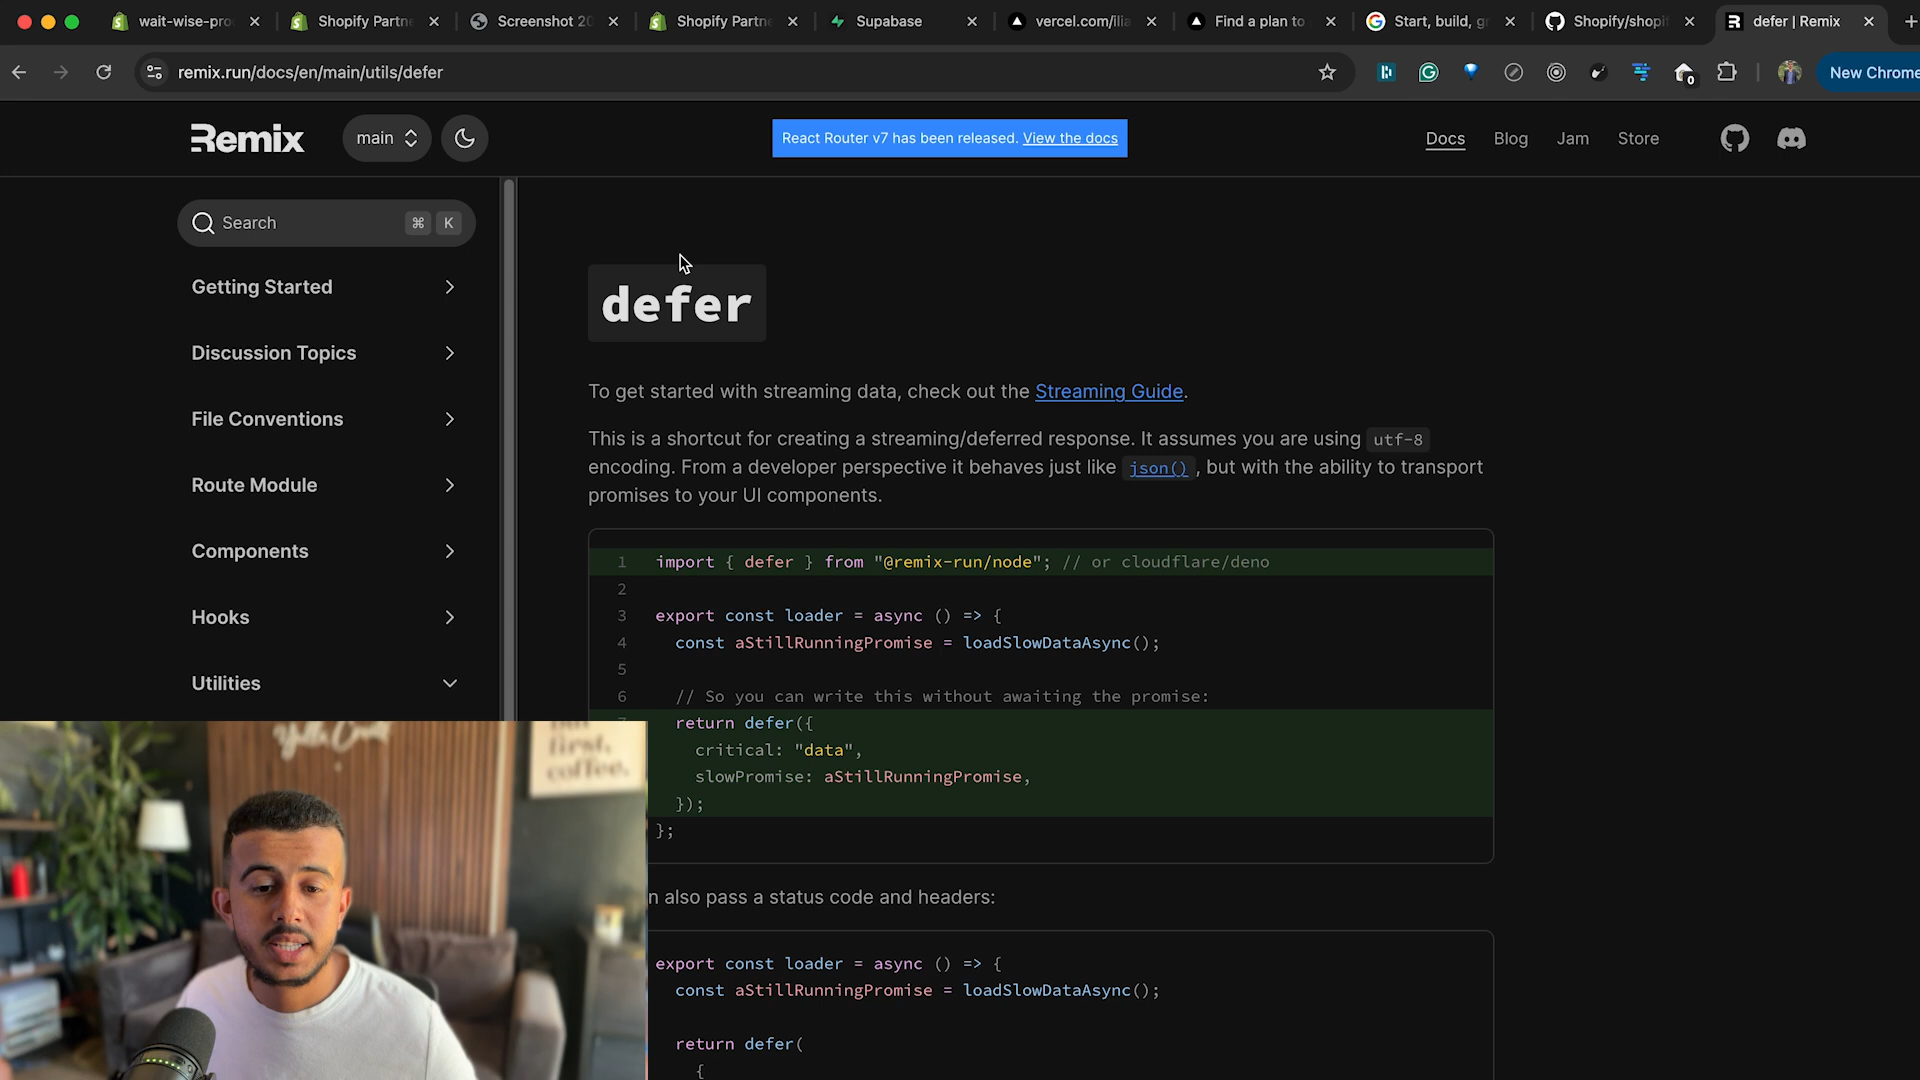 wait-wise-pro
Shopify Partne
Screenshot 20
Shopify Partn
Supabase
vercel.com/ilia
Find a plan to
Start, build, gr
Shopify/shopif
defer | Remix
remix.run/docs/en/main/utils/defer
0
New Chrome
Remix
main
React Router v7 has been released. View the docs
Docs
Blog
Jam
Store
Search
⌘ K
Getting Started
Discussion Topics
File Conventions
Route Module
Components
Hooks
Utilities
defer
To get started with streaming data, check out the Streaming Guide.
This is a shortcut for creating a streaming/deferred response. It assumes you are using utf-8
encoding. From a developer perspective it behaves just like json() , but with the ability to transport
promises to your UI components.
1 import { defer } from "@remix-run/node"; // or cloudflare/deno
2
3 export const loader = async () => {
4 const aStillRunningPromise = loadSlowDataAsync();
5
6 // So you can write this without awaiting the promise:
return defer({
critical: "data",
slowPromise: aStillRunningPromise,
});
};
n also pass a status code and headers:
export const loader = async () => {
const aStillRunningPromise = loadSlowDataAsync();
return defer(
{
first,
coffee.